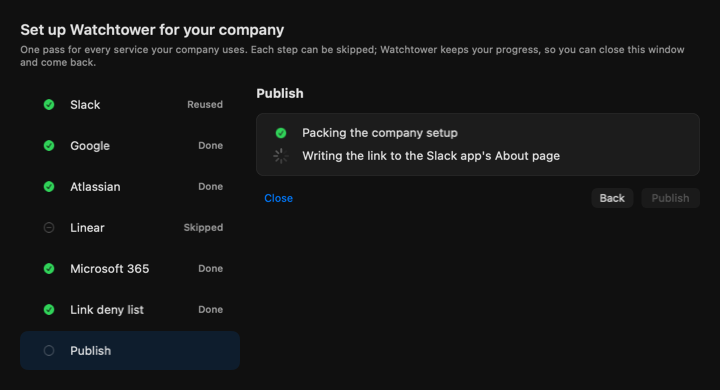 Set up Watchtower for your company
One pass for every service your company uses. Each step can be skipped; Watchtower keeps your progress, so you can close this window
and come back.
Slack Reused
Google Done
Atlassian Done
Linear Skipped
Microsoft 365 Done
Link deny list Done
Publish
Publish
Packing the company setup
Writing the link to the Slack app's About page
Close Back Publish